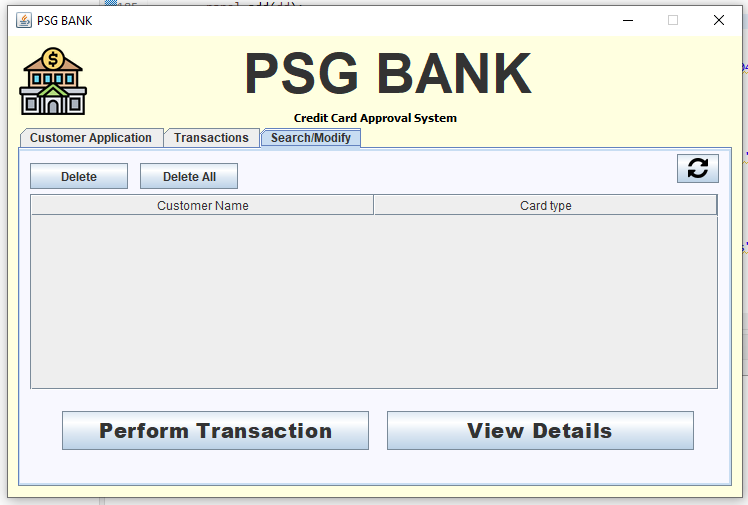 PSG BANK
PSG BANK
Credit Card Approval System
Customer Application Transactions Search/Modify
Delete Delete All
Customer Name Card type
Perform Transaction View Details